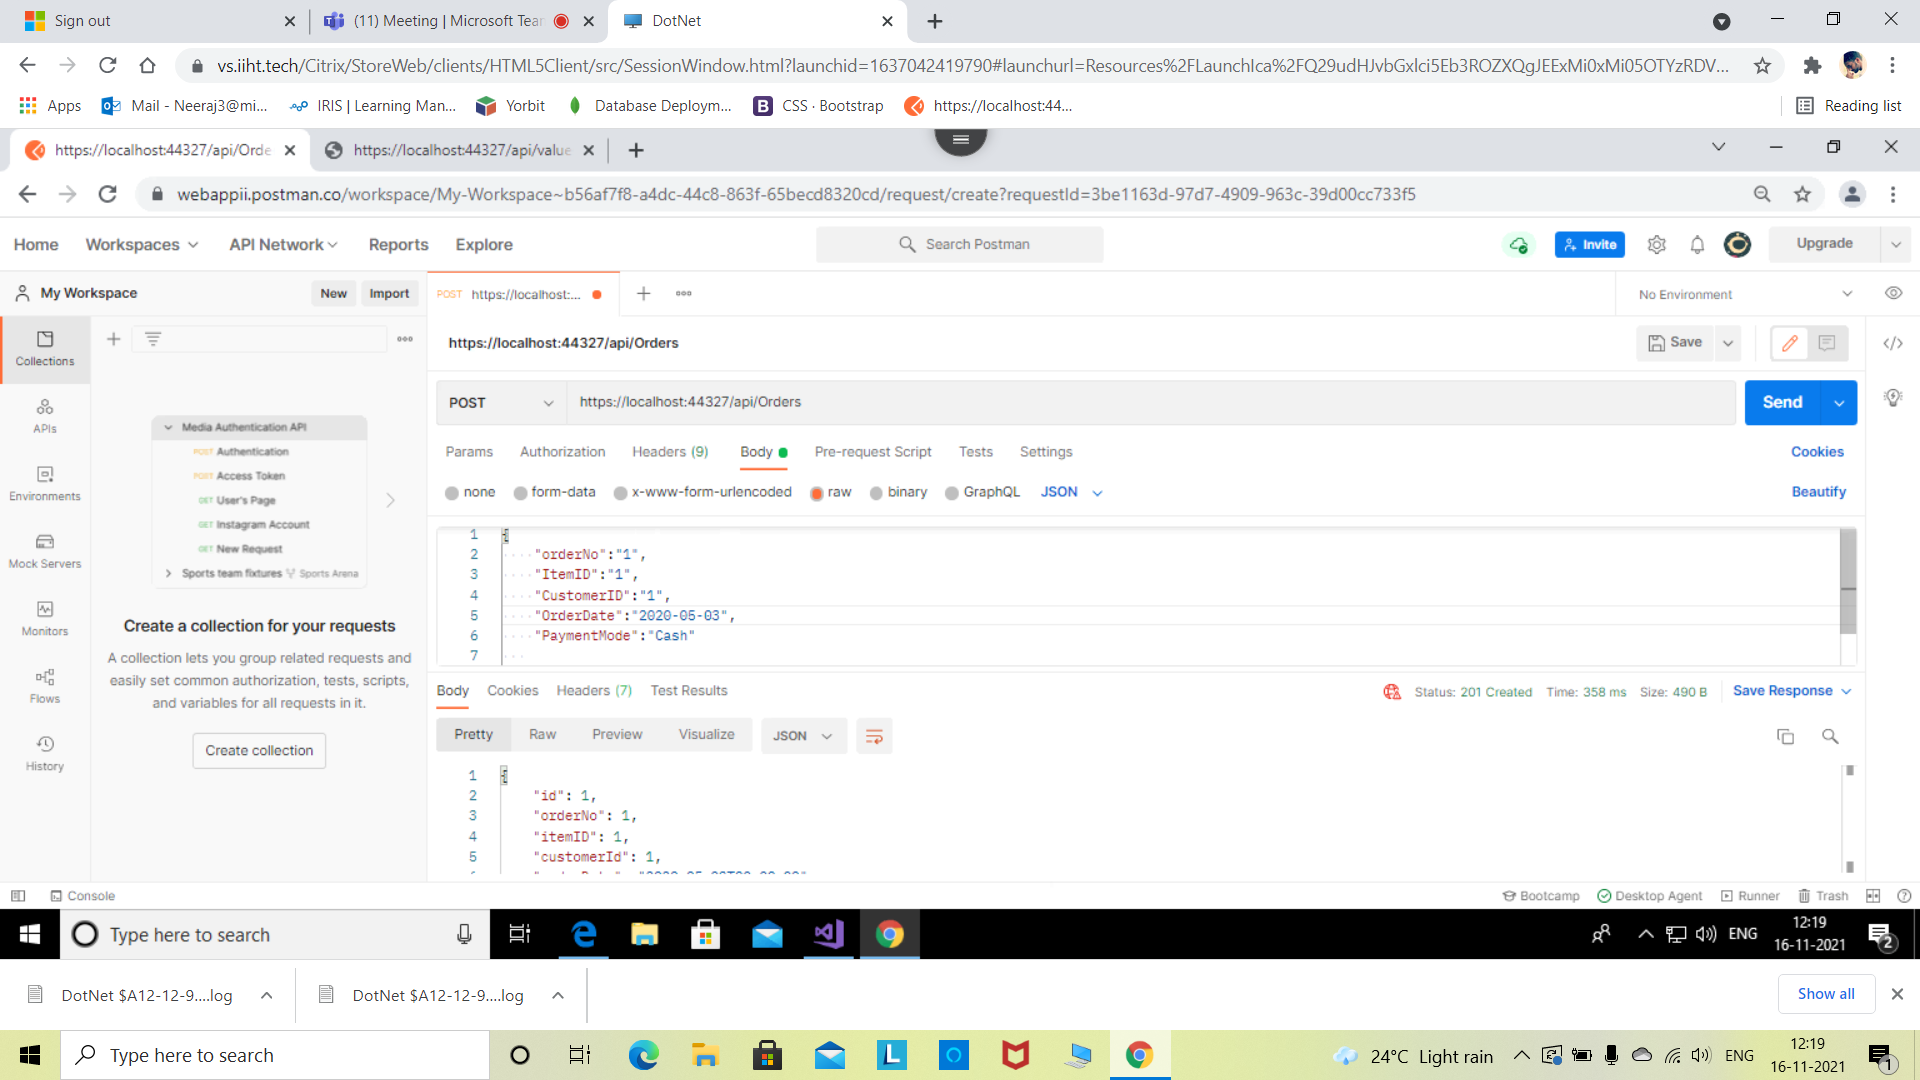 Sign out
(11) Meeting | Microsoft Tear
DotNet
vs.iiht.tech/Citrix/StoreWeb/clients/HTML5Client/src/SessionWindow.html?launchid=1637042419790#launchurl=Resources%2FLaunchIca%2FQ29udHJvbGxlci5Eb3ROZXQgJEExMi0xMi05OTYzRDV...
Apps
Mail - Neeraj3@mi...
IRIS | Learning Man...
Yorbit
Database Deploym...
CSS · Bootstrap
https://localhost:44...
Reading list
https://localhost:44327/api/Orde
https://localhost:44327/api/value
webappii.postman.co/workspace/My-Workspace~b56af7f8-a4dc-44c8-863f-65becd8320cd/request/create?requestId=3be1163d-97d7-4909-963c-39d00cc733f5
Home Workspaces API Network Reports Explore
Search Postman
Invite
Upgrade
My Workspace
New Import
POST https://localhost:...
No Environment
Collections
APIs
Environments
Mock Servers
Monitors
Flows
History
Media Authentication API
POST Authentication
POST Access Token
GET User's Page
GET Instagram Account
GET New Request
Sports team fixtures Sports Arena
Create a collection for your requests
A collection lets you group related requests and
easily set common authorization, tests, scripts,
and variables for all requests in it.
Create collection
https://localhost:44327/api/Orders
Save
POST https://localhost:44327/api/Orders
Send
Params Authorization Headers (9) Body Pre-request Script Tests Settings
Cookies
none form-data x-www-form-urlencoded raw binary GraphQL JSON
Beautify
1 {
2 "orderNo":"1",
3 "ItemID":"1",
4 "CustomerID":"1",
5 "OrderDate":"2020-05-03",
6 "PaymentMode":"Cash"
7
Body Cookies Headers (7) Test Results
Status: 201 Created Time: 358 ms Size: 490 B
Save Response
Pretty Raw Preview Visualize JSON
1 {
2 "id": 1,
3 "orderNo": 1,
4 "itemID": 1,
5 "customerId": 1,
Console
Bootcamp Desktop Agent Runner Trash
Type here to search
ENG
12:19
16-11-2021
2
DotNet $A12-12-9....log
DotNet $A12-12-9....log
Show all
Type here to search
24°C Light rain
ENG
12:19
16-11-2021
1